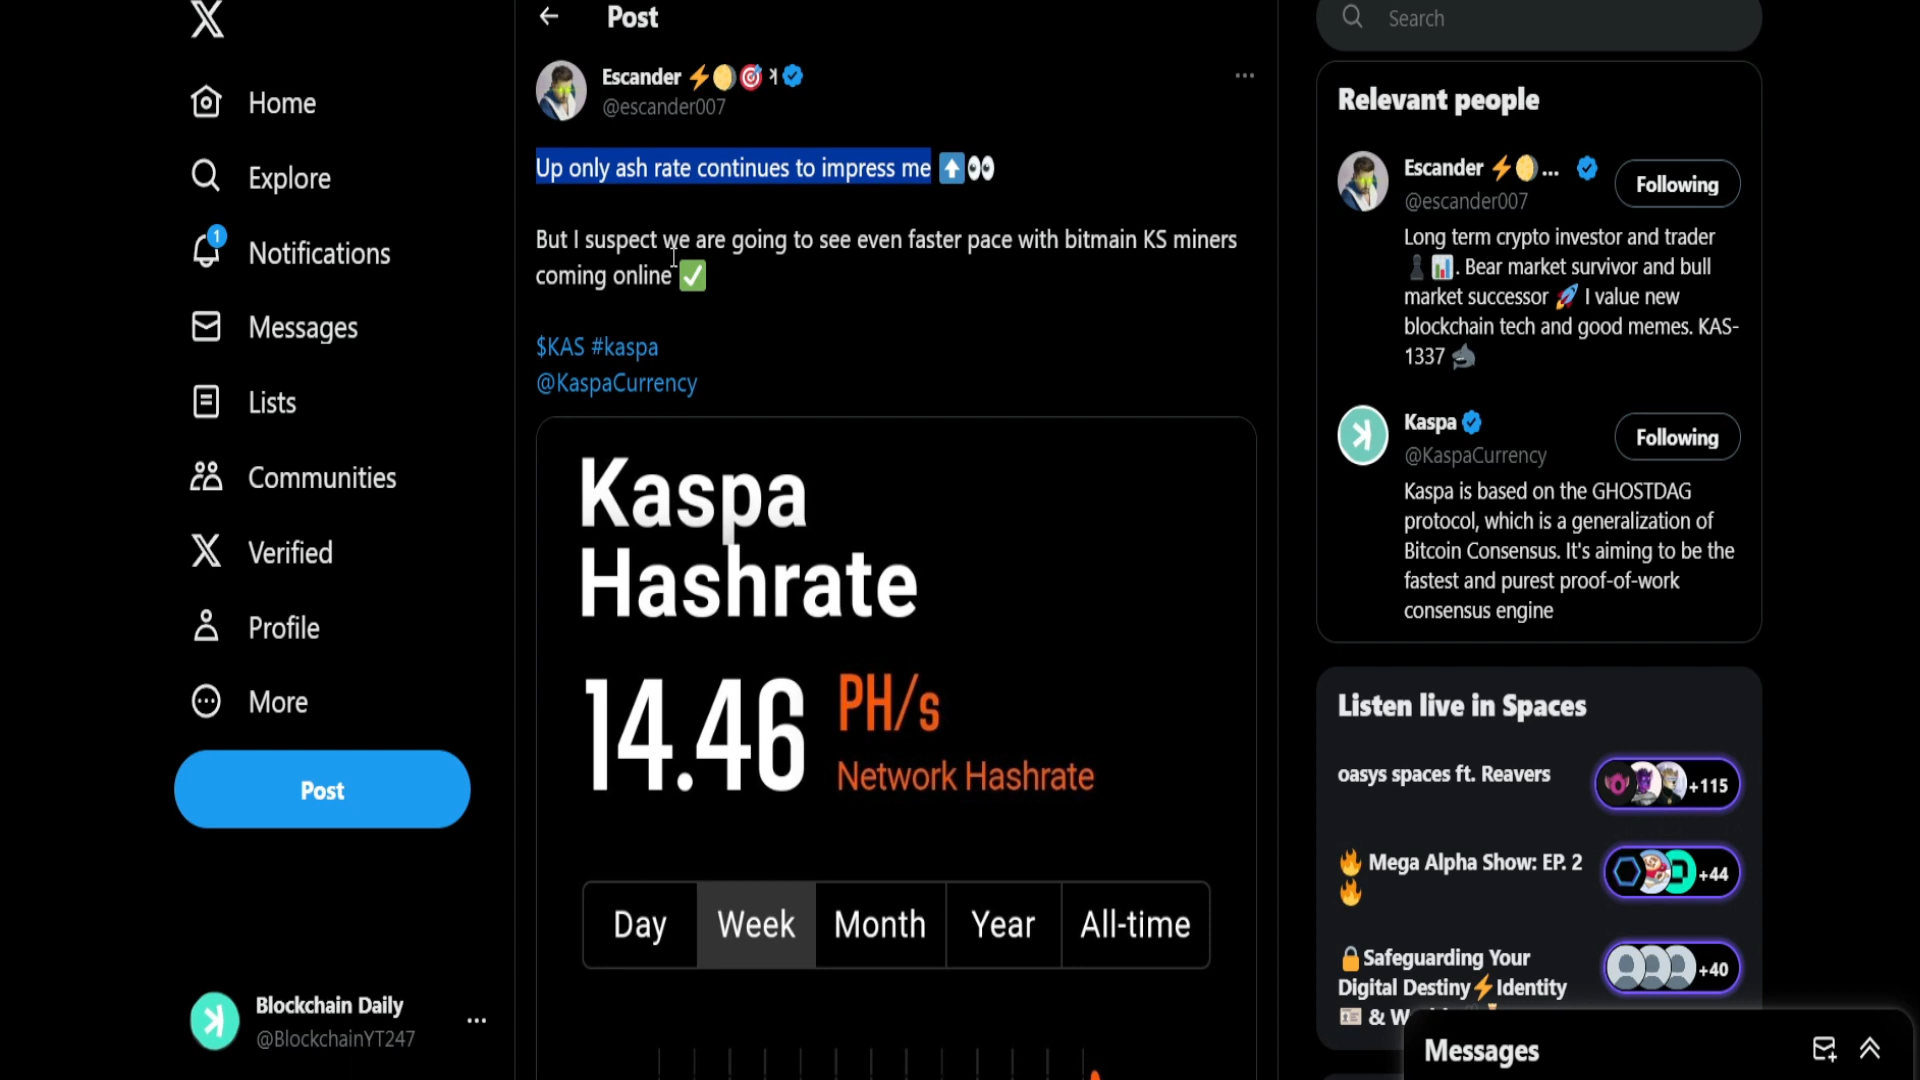 Home
Explore
1
Notifications
Messages
Lists
Communities
Verified
Profile
More
Post
Blockchain Daily
@BlockchainYT247
Post
Escander
@escander007
Up only ash rate continues to impress me
But I suspect we are going to see even faster pace with bitmain KS miners
coming online
$KAS #kaspa
@KaspaCurrency
Kaspa
Hashrate
14.46
PH/s
Network Hashrate
Day
Week
Month
Year
All-time
Search
Relevant people
Escander ...
@escander007
Following
Long term crypto investor and trader
. Bear market survivor and bull
market successor I value new
blockchain tech and good memes. KAS-
1337
Kaspa
@KaspaCurrency
Following
Kaspa is based on the GHOSTDAG
protocol, which is a generalization of
Bitcoin Consensus. It's aiming to be the
fastest and purest proof-of-work
consensus engine
Listen live in Spaces
oasys spaces ft. Reavers
+115
Mega Alpha Show: EP. 2
+44
Safeguarding Your
Digital Destiny⚡Identity
& W
+40
Messages